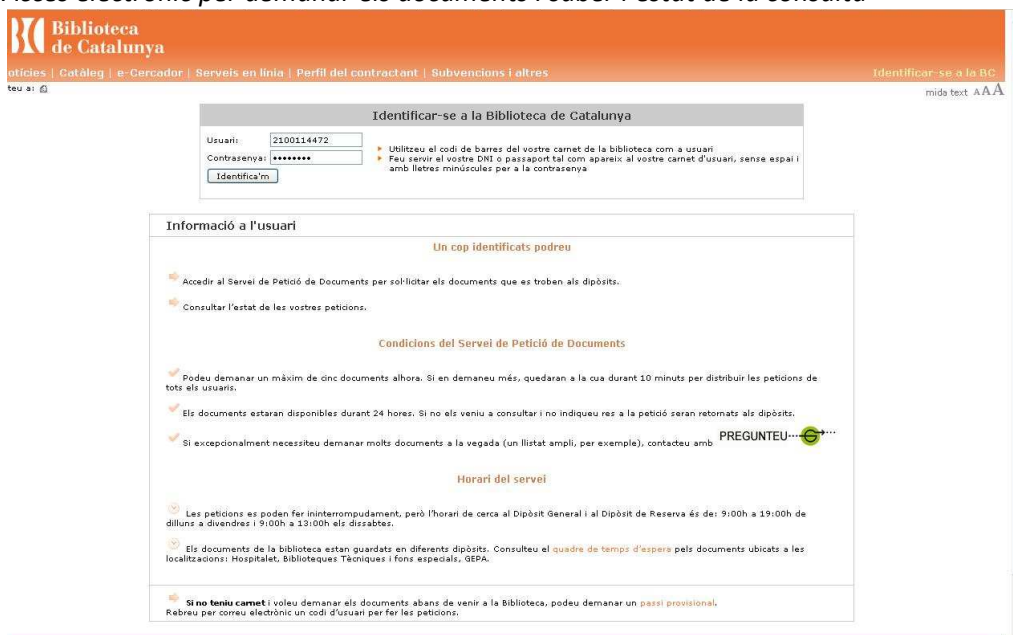 Accés electrònic per demanar els documents i saber l'estat de la consulta
Biblioteca
de Catalunya
otícies | Catàleg | e-Cercador | Serveis en línia | Perfil del contractant | Subvencions i altres
Identificar-se a la BC
teu a:
mida text A A A
Identificar-se a la Biblioteca de Catalunya
Usuari: 2100114472
Contrasenya: ••••••••
Identifica'm
Utilitzeu el codi de barres del vostre carnet de la biblioteca com a usuari
Feu servir el vostre DNI o passaport tal com apareix al vostre carnet d'usuari, sense espai i
amb lletres minúscules per a la contrasenya
Informació a l'usuari
Un cop identificats podreu
Accedir al Servei de Petició de Documents per sol·licitar els documents que es troben als dipòsits.
Consultar l'estat de les vostres peticions.
Condicions del Servei de Petició de Documents
Podeu demanar un màxim de cinc documents alhora. Si en demaneu més, quedaran a la cua durant 10 minuts per distribuir les peticions de
tots els usuaris.
Els documents estaran disponibles durant 24 hores. Si no els veniu a consultar i no indiqueu res a la petició seran retornats als dipòsits.
Si excepcionalment necessiteu demanar molts documents a la vegada (un llistat ampli, per exemple), contacteu amb PREGUNTEU
Horari del servei
Les peticions es poden fer ininterrompudament, però l'horari de cerca al Dipòsit General i al Dipòsit de Reserva és de: 9:00h a 19:00h de
dilluns a divendres i 9:00h a 13:00h els dissabtes.
Els documents de la biblioteca estan guardats en diferents dipòsits. Consulteu el quadre de temps d'espera pels documents ubicats a les
localitzacions: Hospitalet, Biblioteques Tècniques i fons especials, GEPA.
Si no teniu carnet i voleu demanar els documents abans de venir a la Biblioteca, podeu demanar un passi provisional.
Rebreu per correu electrònic un codi d'usuari per fer les peticions.